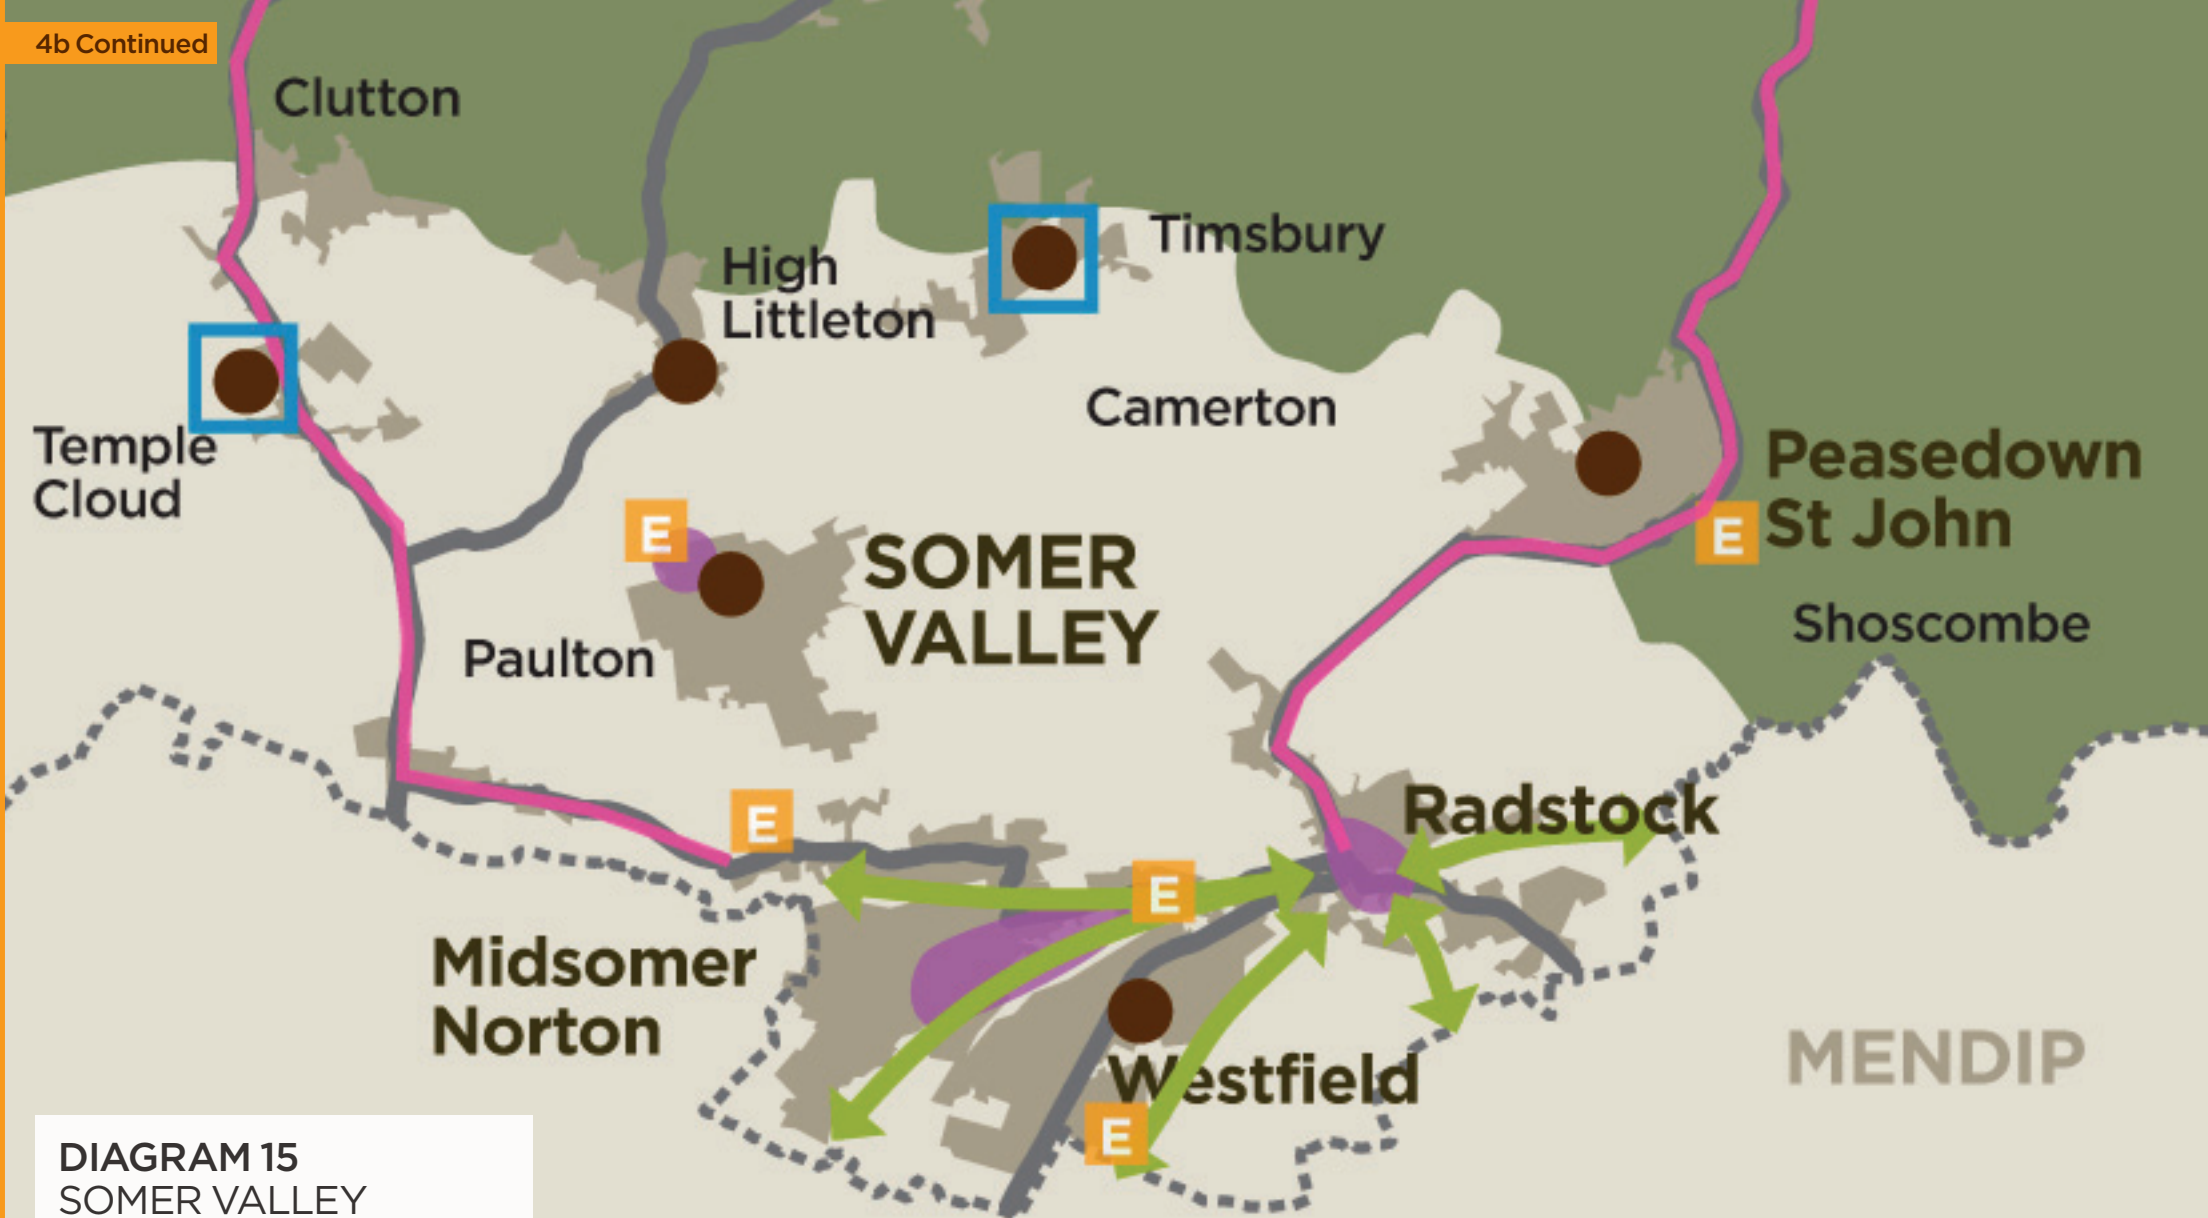 4b Continued
Clutton
High
Littleton
Timsbury
Camerton
Temple
Cloud
Peasedown
St John
E
E
SOMER
VALLEY
Shoscombe
Paulton
E
Radstock
E
Midsomer
Norton
Westfield
MENDIP
E
DIAGRAM 15
SOMER VALLEY